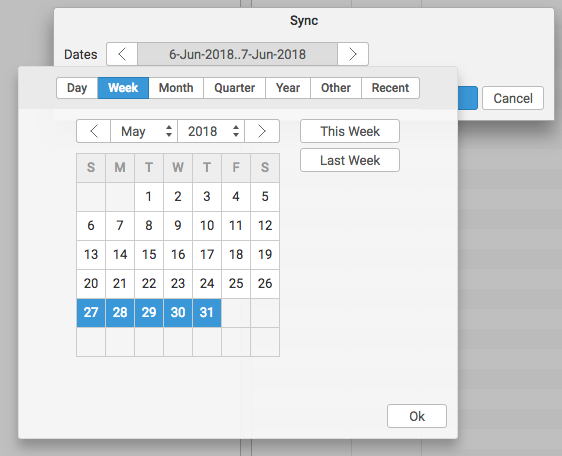 Sync
Dates 6-Jun-2018..7-Jun-2018
Day Week Month Quarter Year Other Recent
Cancel
May 2018 This Week
Last Week
S M T W T F S
1 2 3 4 5
6 7 8 9 10 11 12
13 14 15 16 17 18 19
20 21 22 23 24 25 26
27 28 29 30 31
Ok